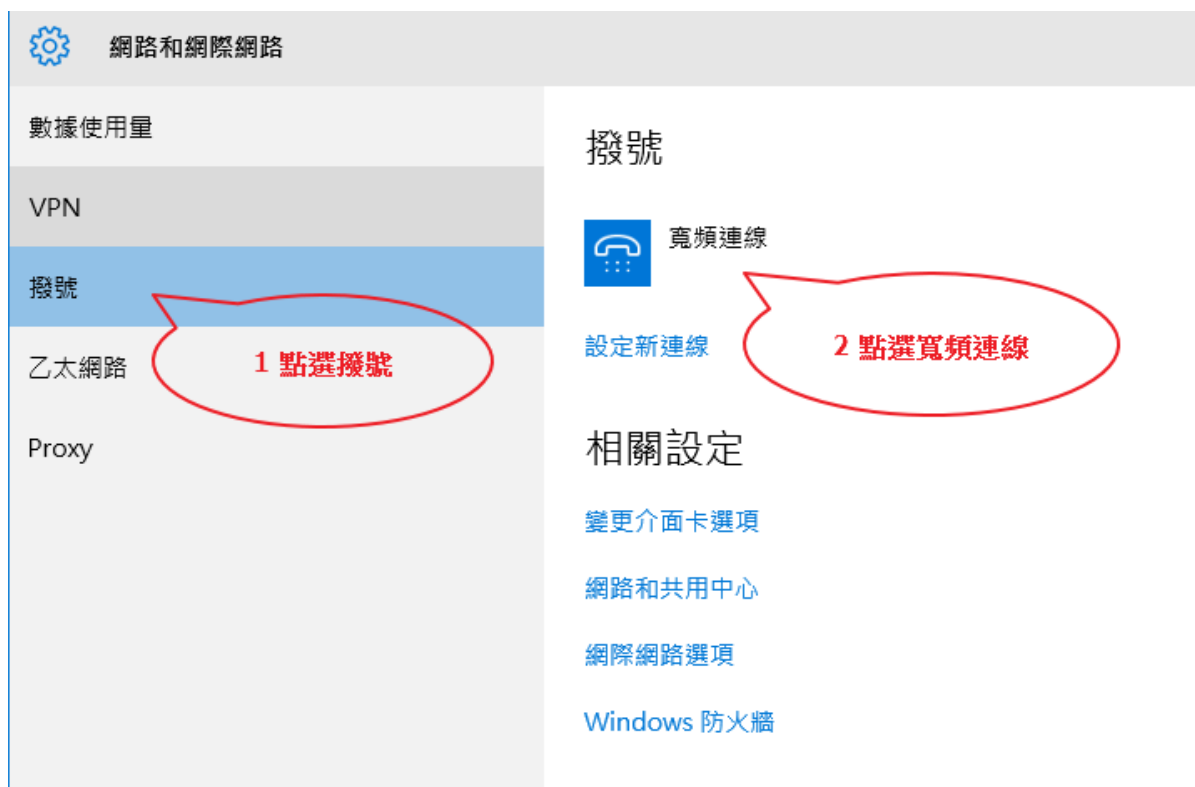 網路和網際網路
數據使用量
VPN
撥號
乙太網路
Proxy
1 點選撥號
撥號
寬頻連線
設定新連線
2 點選寬頻連線
相關設定
變更介面卡選項
網路和共用中心
網際網路選項
Windows 防火牆